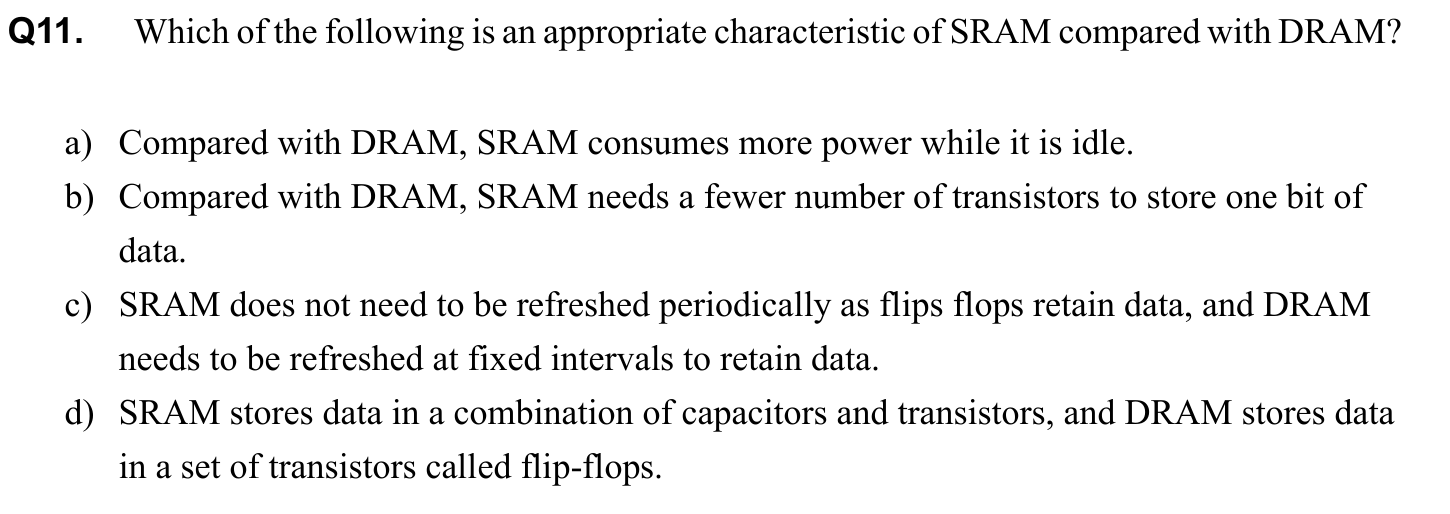 Q11. Which of the following is an appropriate characteristic of SRAM compared with DRAM?
a) Compared with DRAM, SRAM consumes more power while it is idle.
b) Compared with DRAM, SRAM needs a fewer number of transistors to store one bit of
data.
c) SRAM does not need to be refreshed periodically as flips flops retain data, and DRAM
needs to be refreshed at fixed intervals to retain data.
d) SRAM stores data in a combination of capacitors and transistors, and DRAM stores data
in a set of transistors called flip-flops.